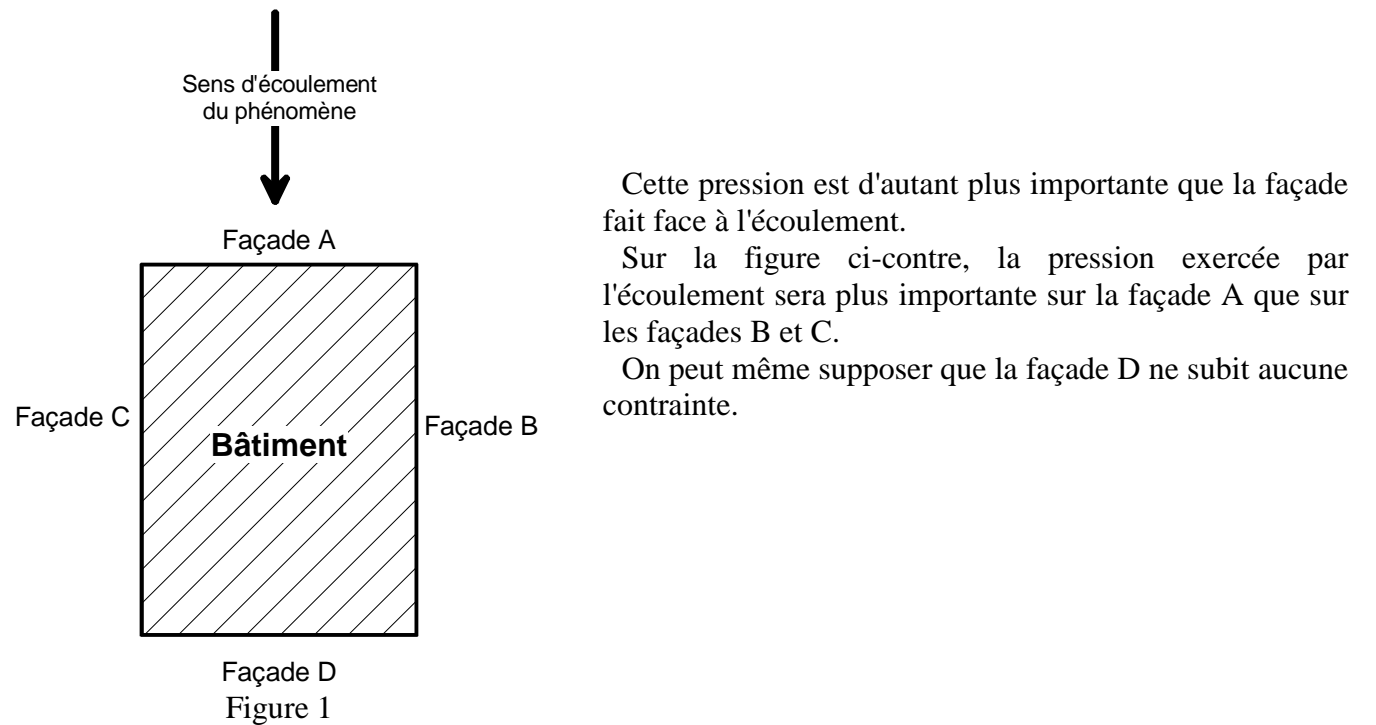 Sens d'écoulement
du phénomène
Façade A
Façade C
Bâtiment
Façade B
Façade D
Figure 1
Cette pression est d'autant plus importante que la façade
fait face à l'écoulement.
Sur la figure ci-contre, la pression exercée par
l'écoulement sera plus importante sur la façade A que sur
les façades B et C.
On peut même supposer que la façade D ne subit aucune
contrainte.